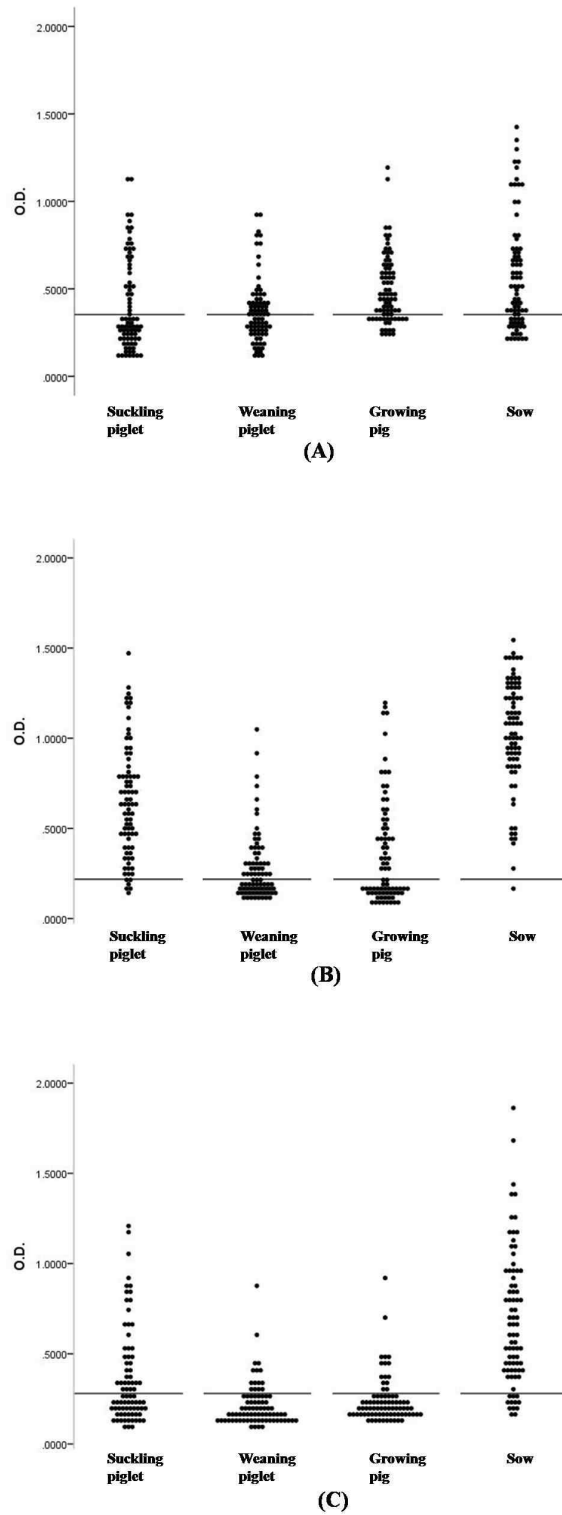 2.0000
1.5000
1.0000
.5000
.0000
O.D.
Suckling piglet
Weaning piglet
Growing pig
Sow
(A)
2.0000
1.5000
1.0000
.5000
.0000
O.D.
Suckling piglet
Weaning piglet
Growing pig
Sow
(B)
2.0000
1.5000
1.0000
.5000
.0000
O.D.
Suckling piglet
Weaning piglet
Growing pig
Sow
(C)